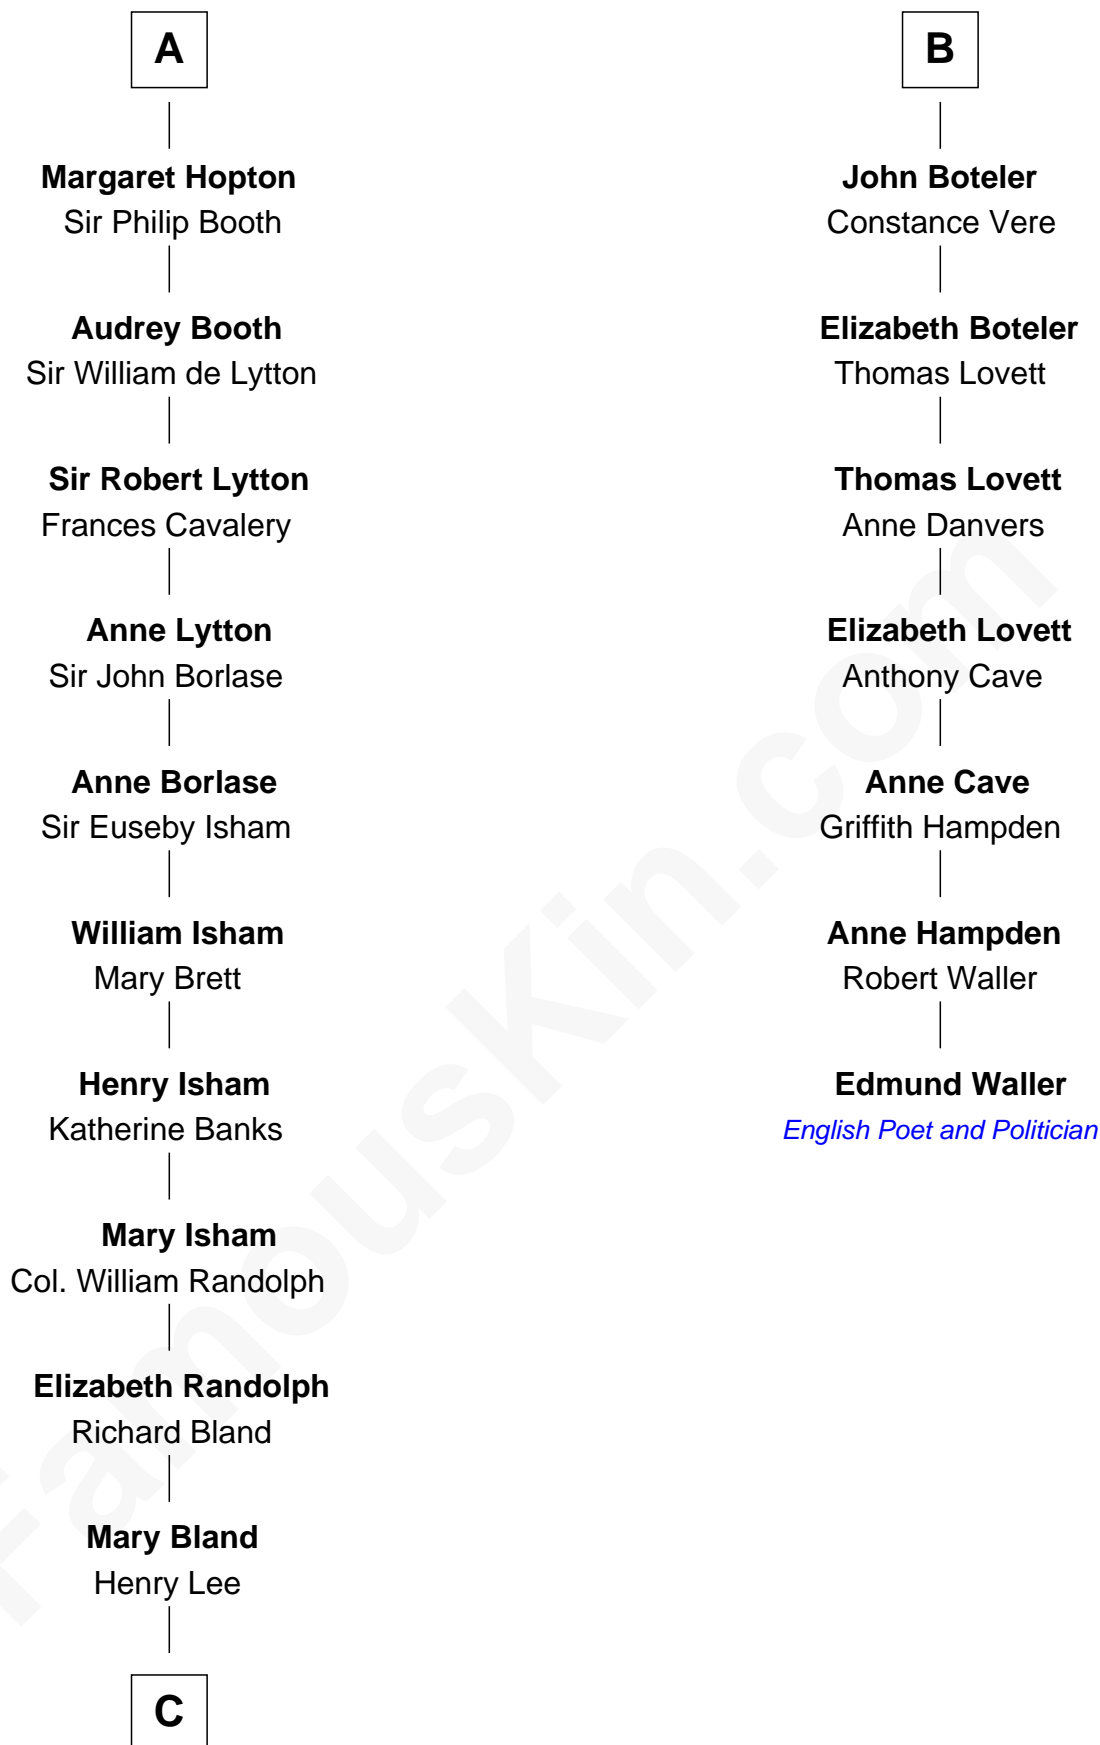 A
Margaret Hopton
Sir Philip Booth
Audrey Booth
Sir William de Lytton
Sir Robert Lytton
Frances Cavalery
Anne Lytton
Sir John Borlase
Anne Borlase
Sir Euseby Isham
William Isham
Mary Brett
Henry Isham
Katherine Banks
Mary Isham
Col. William Randolph
Elizabeth Randolph
Richard Bland
Mary Bland
Henry Lee
C
B
John Boteler
Constance Vere
Elizabeth Boteler
Thomas Lovett
Thomas Lovett
Anne Danvers
Elizabeth Lovett
Anthony Cave
Anne Cave
Griffith Hampden
Anne Hampden
Robert Waller
Edmund Waller
English Poet and Politician
FamousKin.com